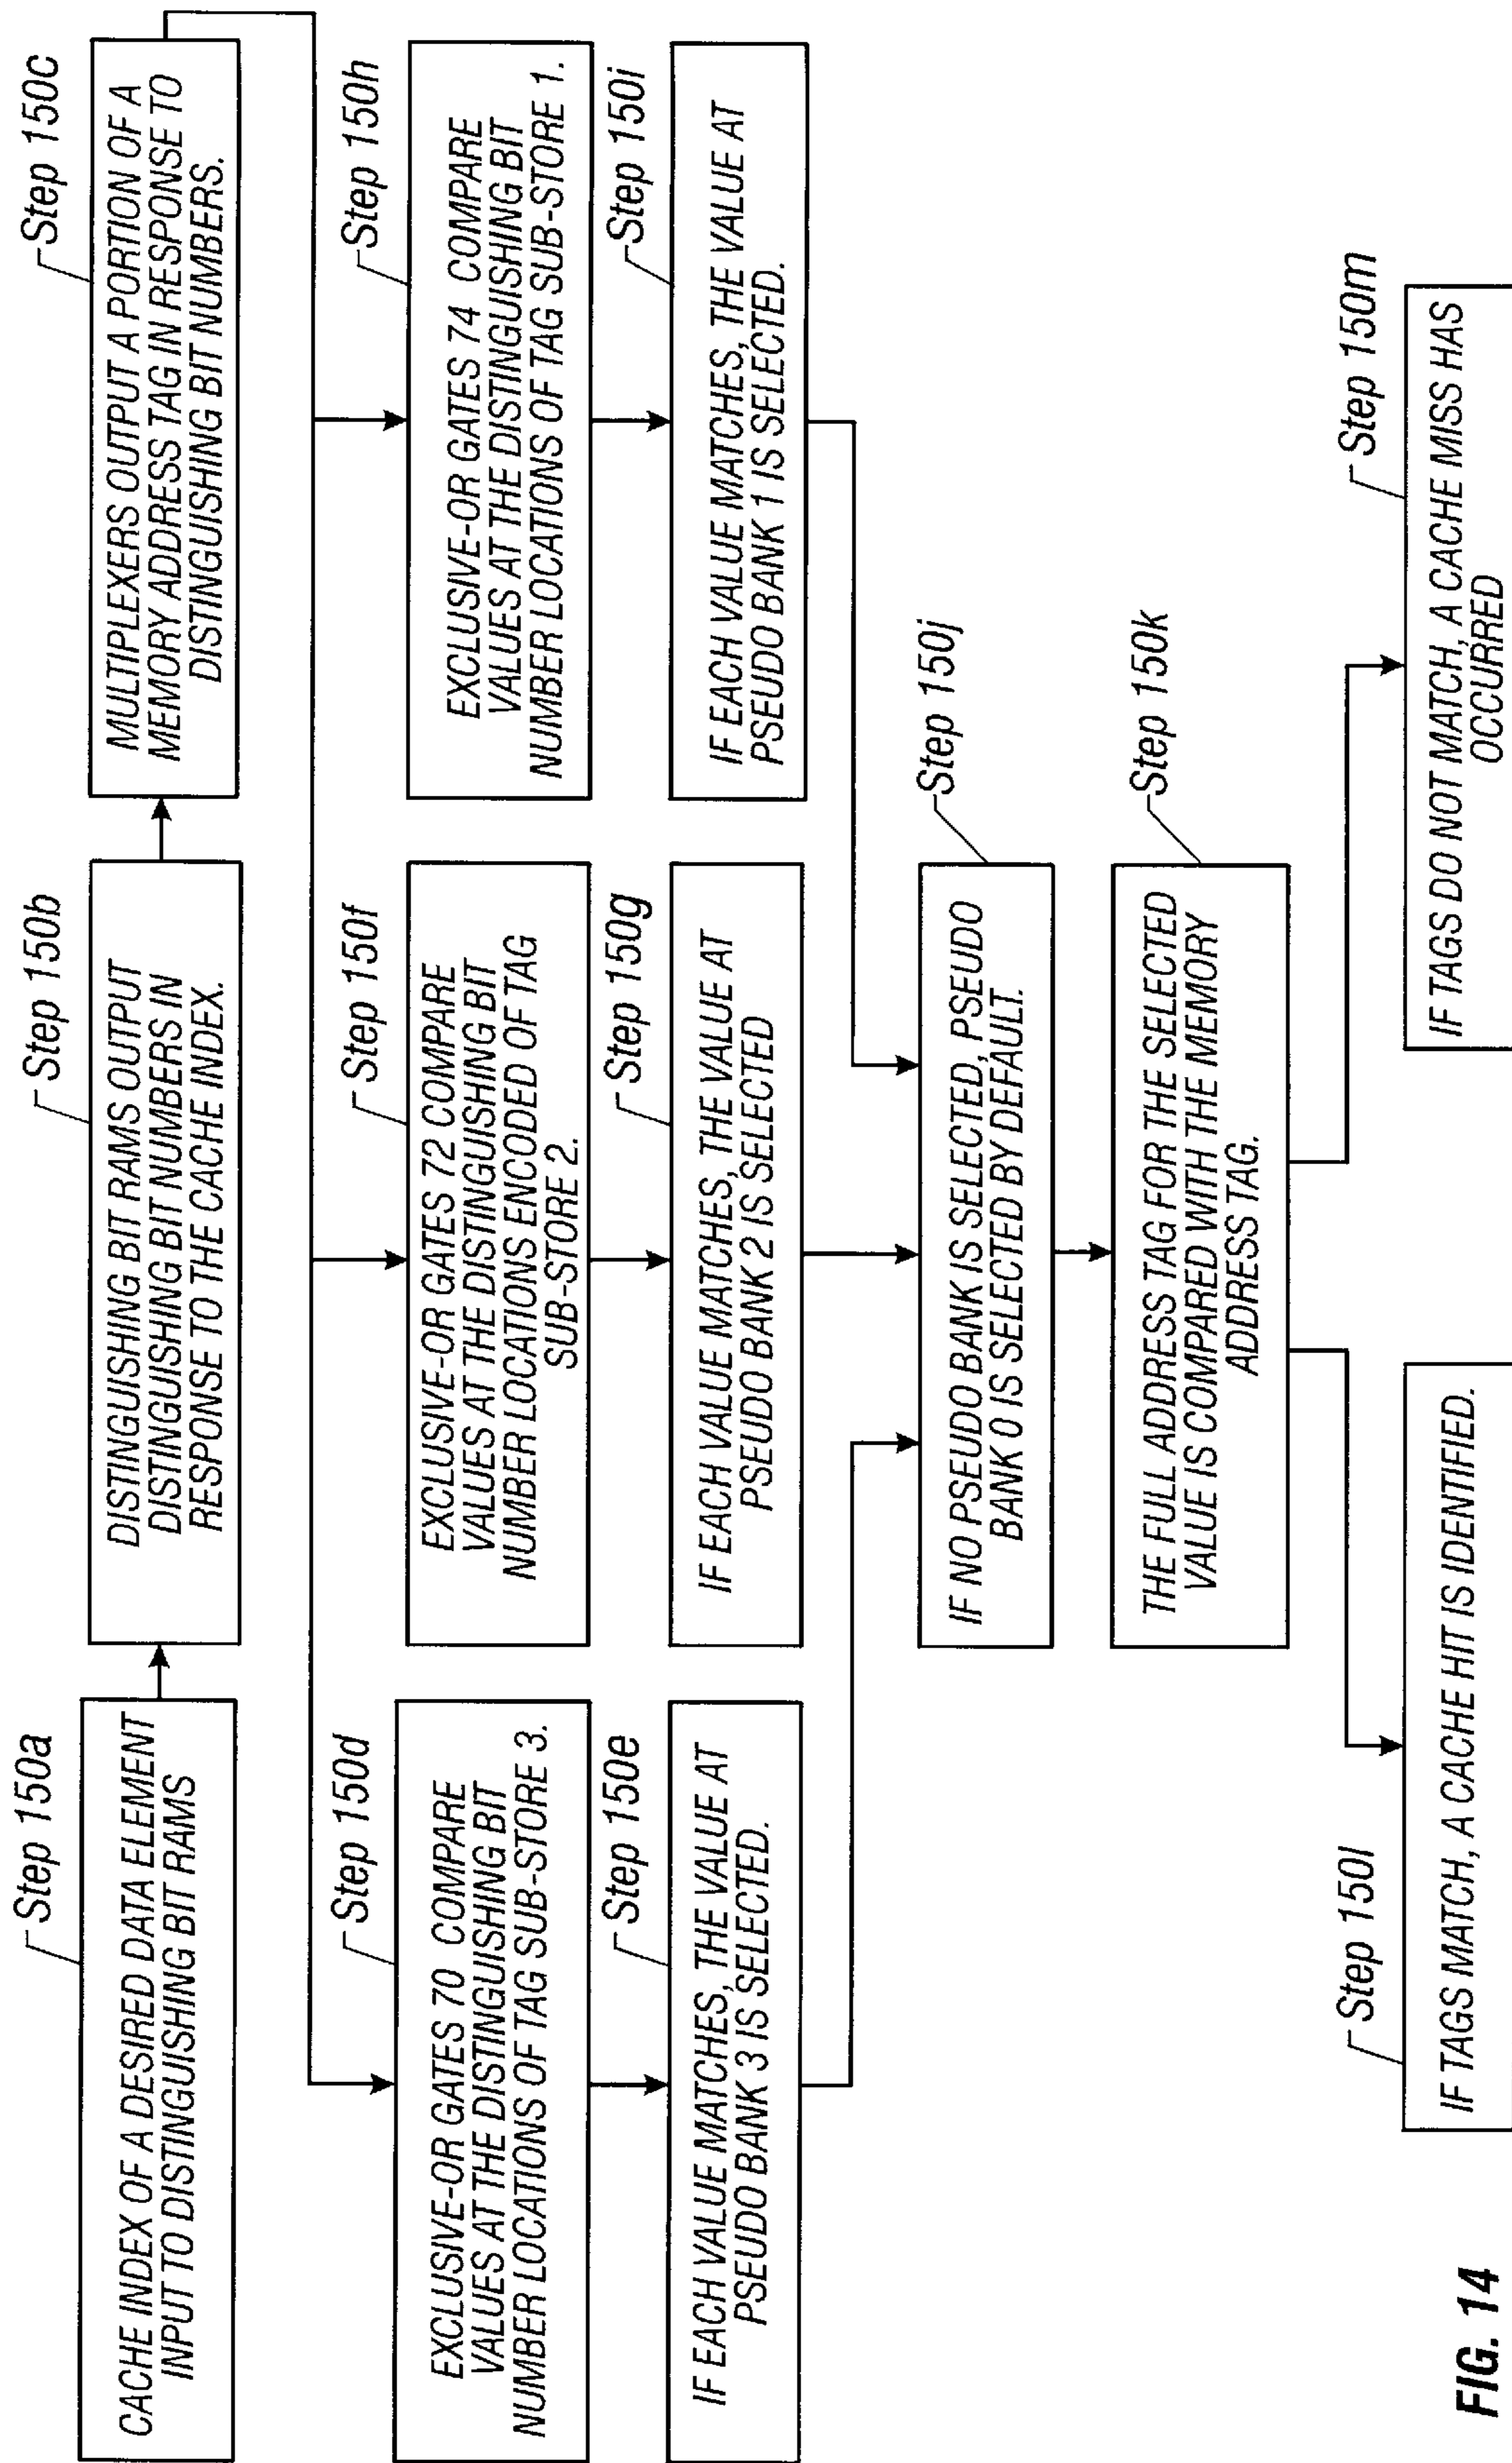 Step 150a
CACHE INDEX OF A DESIRED DATA ELEMENT
INPUT TO DISTINGUISHING BIT RAMS
Step 150b
DISTINGUISHING BIT RAMS OUTPUT
DISTINGUISHING BIT NUMBERS IN
RESPONSE TO THE CACHE INDEX.
Step 150c
MULTIPLEXERS OUTPUT A PORTION OF A
MEMORY ADDRESS TAG IN RESPONSE TO
DISTINGUISHING BIT NUMBERS.
Step 150d
EXCLUSIVE-OR GATES 70 COMPARE
VALUES AT THE DISTINGUISHING BIT
NUMBER LOCATIONS OF TAG SUB-STORE 3.
Step 150f
EXCLUSIVE-OR GATES 72 COMPARE
VALUES AT THE DISTINGUISHING BIT
NUMBER LOCATIONS ENCODED OF TAG
SUB-STORE 2.
Step 150h
EXCLUSIVE-OR GATES 74 COMPARE
VALUES AT THE DISTINGUISHING BIT
NUMBER LOCATIONS OF TAG SUB-STORE 1.
Step 150e
IF EACH VALUE MATCHES, THE VALUE AT
PSEUDO BANK 3 IS SELECTED.
Step 150g
IF EACH VALUE MATCHES, THE VALUE AT
PSEUDO BANK 2 IS SELECTED
Step 150i
IF EACH VALUE MATCHES, THE VALUE AT
PSEUDO BANK 1 IS SELECTED.
Step 150j
IF NO PSEUDO BANK IS SELECTED, PSEUDO
BANK 0 IS SELECTED BY DEFAULT.
Step 150k
THE FULL ADDRESS TAG FOR THE SELECTED
VALUE IS COMPARED WITH THE MEMORY
ADDRESS TAG.
Step 150l
IF TAGS MATCH, A CACHE HIT IS IDENTIFIED.
Step 150m
IF TAGS DO NOT MATCH, A CACHE MISS HAS
OCCURRED
FIG. 14